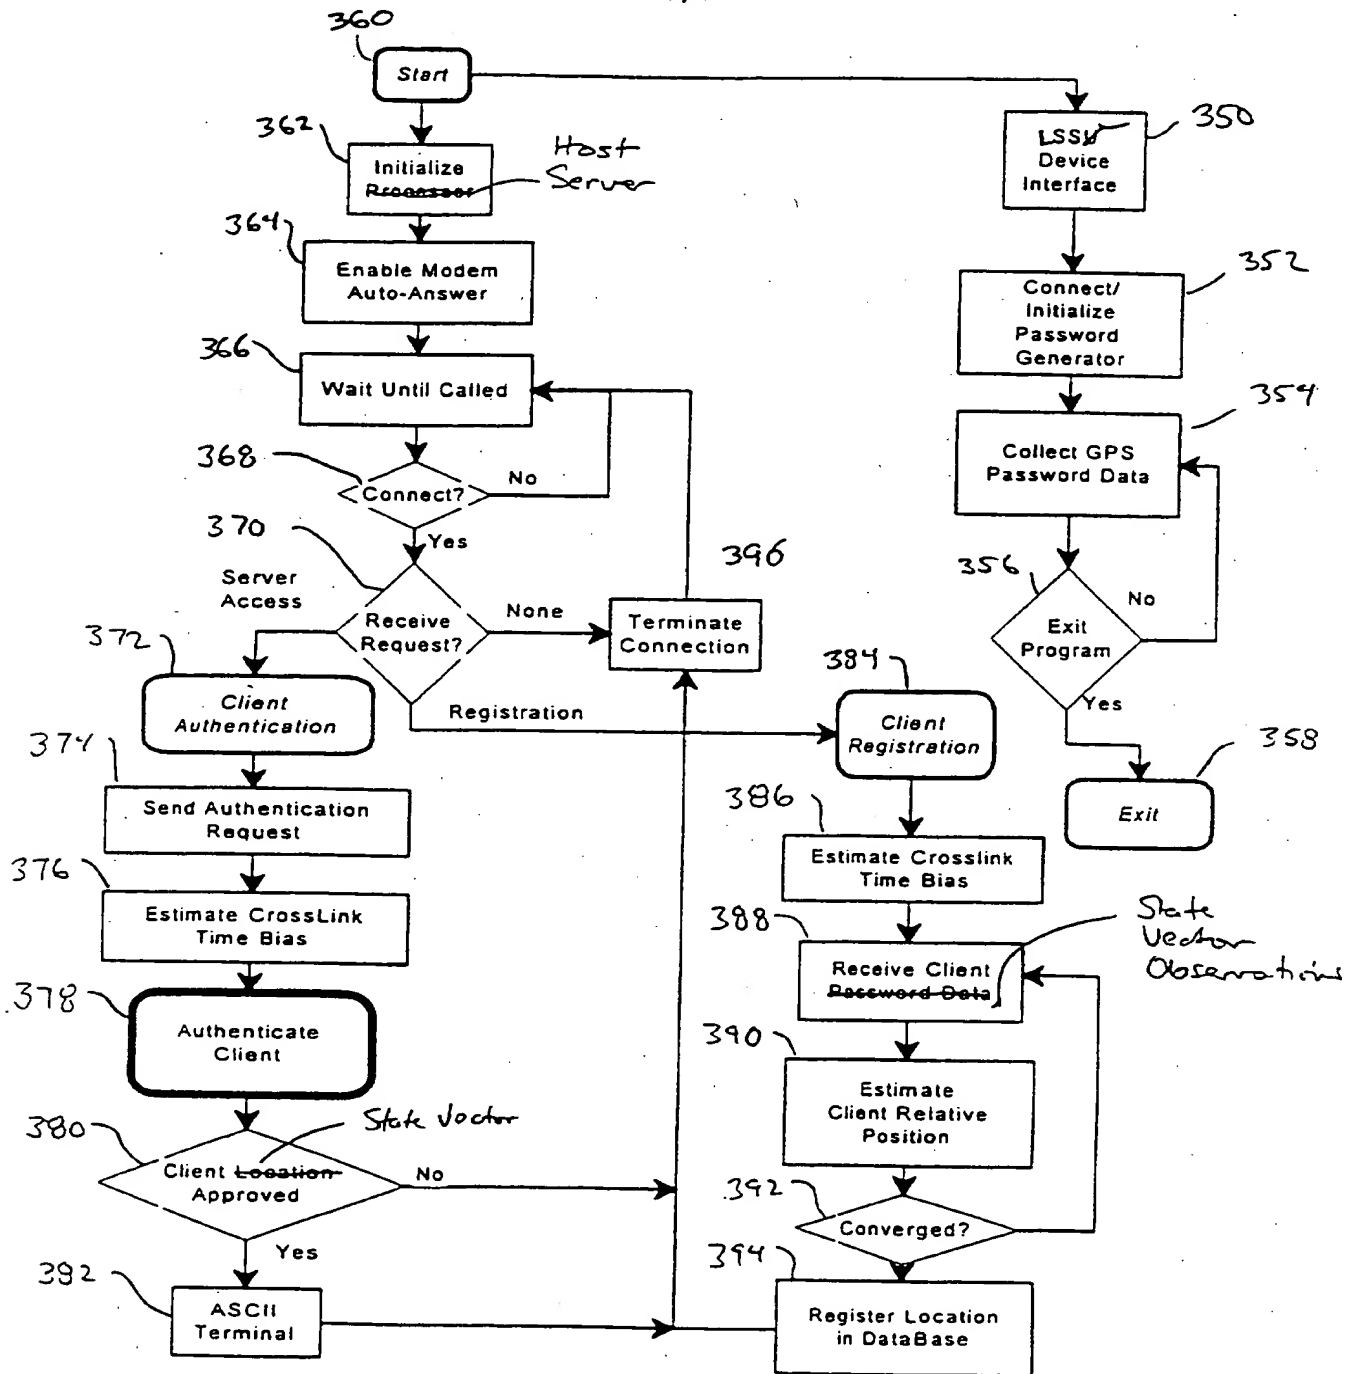 360
Start
362
Initialize
Processor
Host
Server
364
Enable Modem
Auto-Answer
366
Wait Until Called
368
Connect?
No
Yes
370
Server
Access
Receive
Request?
None
396
Terminate
Connection
372
Client
Authentication
Registration
374
Send Authentication
Request
376
Estimate CrossLink
Time Bias
378
Authenticate
Client
380
State Vector
Client Location
Approved
No
Yes
382
ASCII
Terminal
350
Device
Interface
352
Connect/
Initialize
Password
Generator
354
Collect GPS
Password Data
356
Exit
Program
No
Yes
358
Exit
384
Client
Registration
386
Estimate Crosslink
Time Bias
388
Receive Client
Password Data
State
Vector
Observations
390
Estimate
Client Relative
Position
392
Converged?
394
Register Location
in DataBase